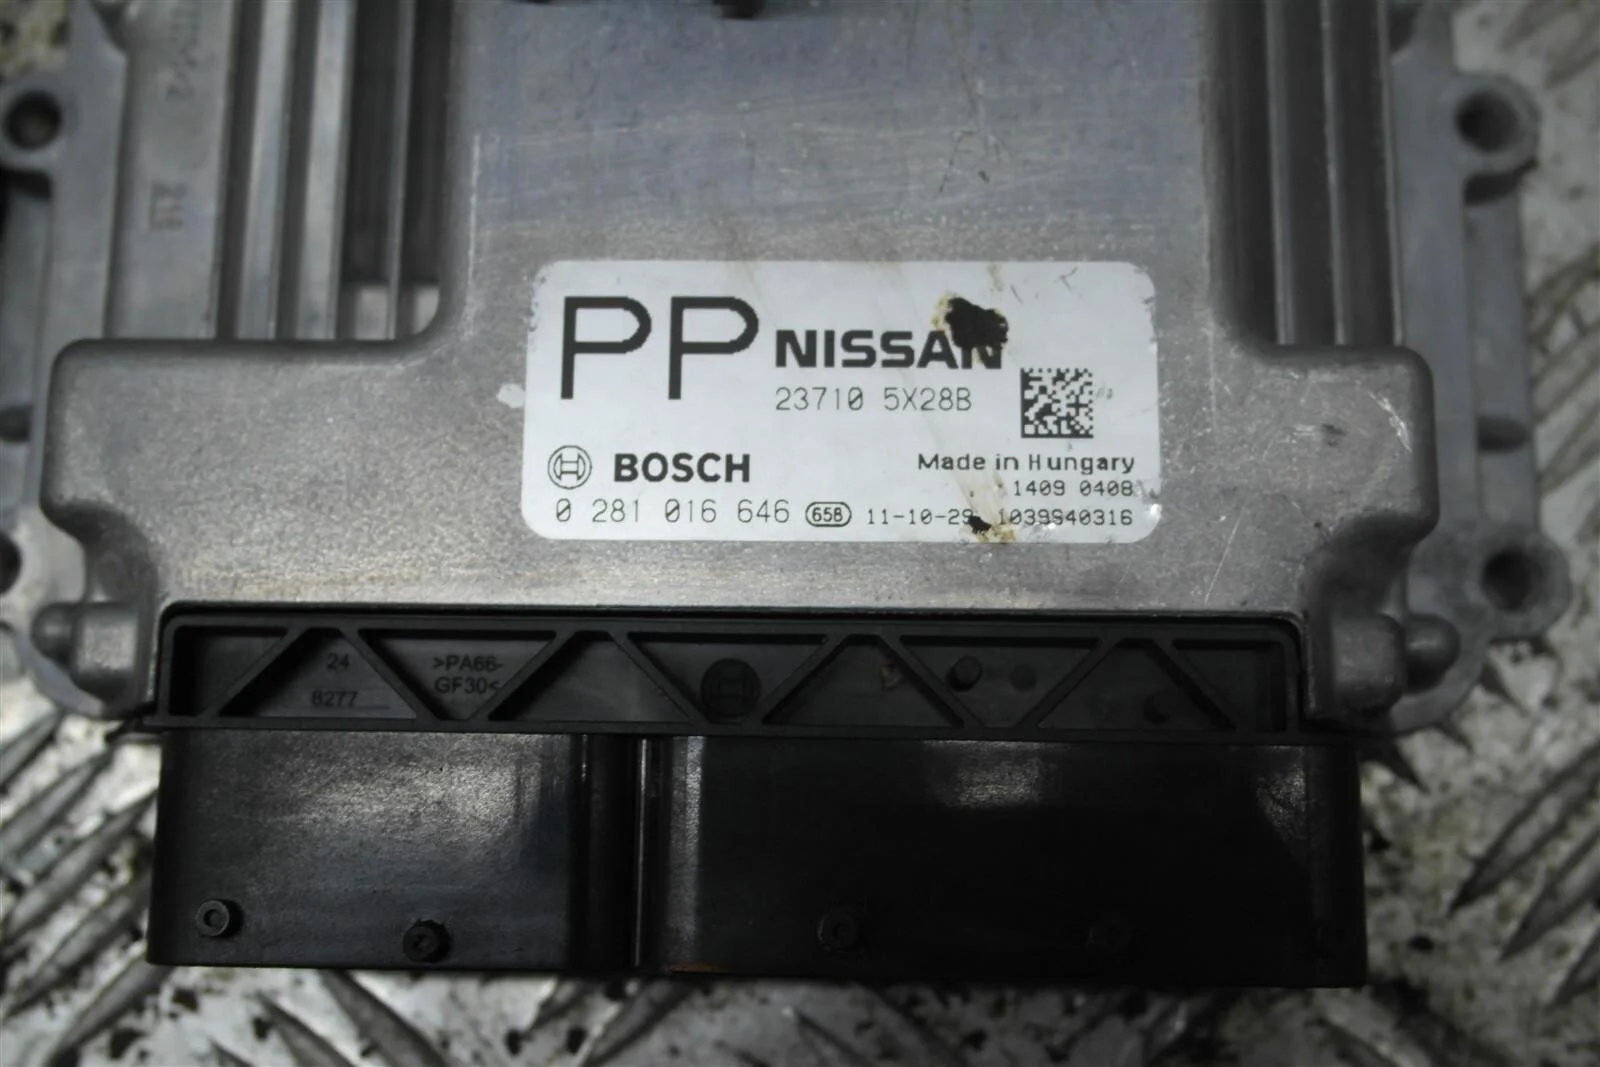 PP NISSAN
23710 5X28B
BOSCH
Made in Hungary
1409 0408
0 281 016 646 658 11-10-29 1039S40316
24
8277
>PA66-
GF30<